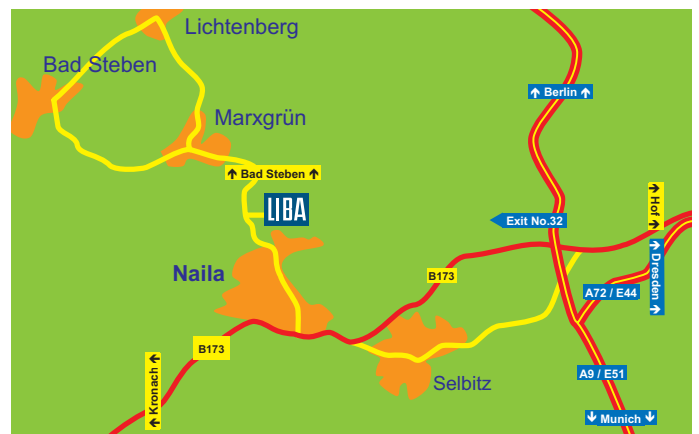 Lichtenberg
Bad Steben
↑ Berlin ↑
Marxgrün
↑ Bad Steben ↑
LIBA
Exit No.32
↑ Hof ↑
↑ Dresden ↑
Naila
B173
A72 / E44
B173
↑ Kronach ↑
Selbitz
A9 / E51
↓ Munich ↓